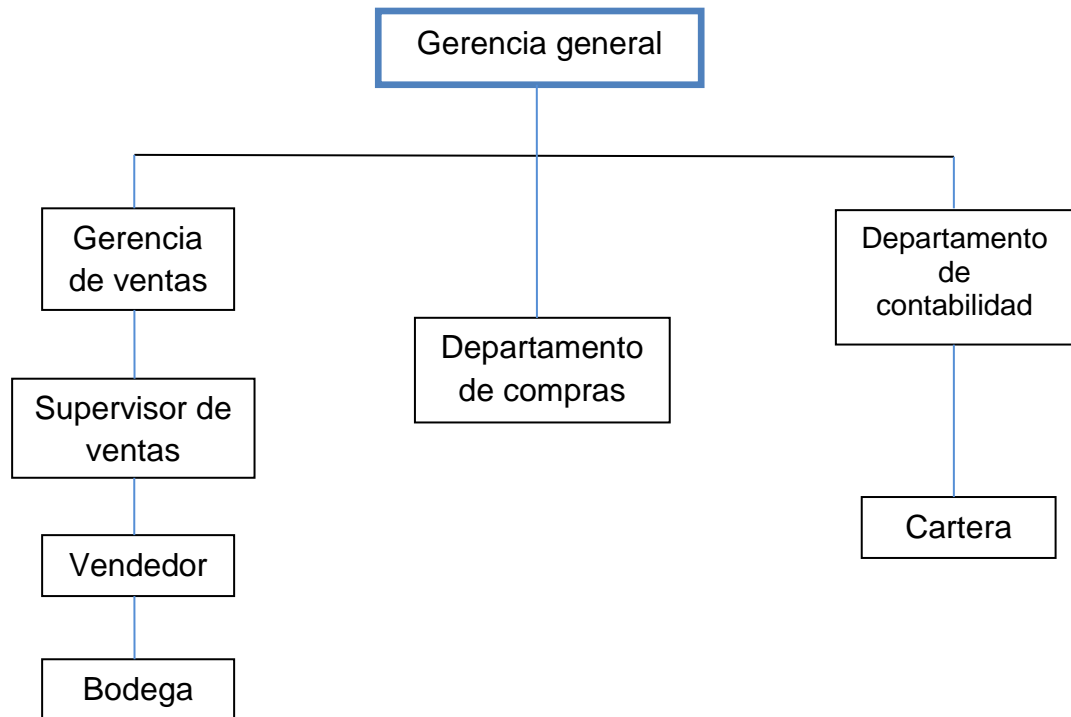 Gerencia general
Gerencia
de ventas
Departamento
de
contabilidad
Departamento
de compras
Supervisor de
ventas
Cartera
Vendedor
Bodega